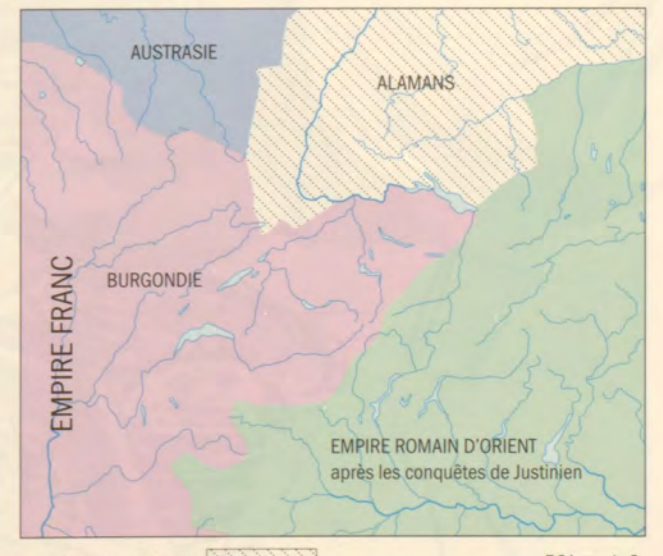 AUSTRASIE
ALAMANS
EMPIRE FRANC
BURGONDIE
EMPIRE ROMAIN D'ORIENT
après les conquêtes de Justinien